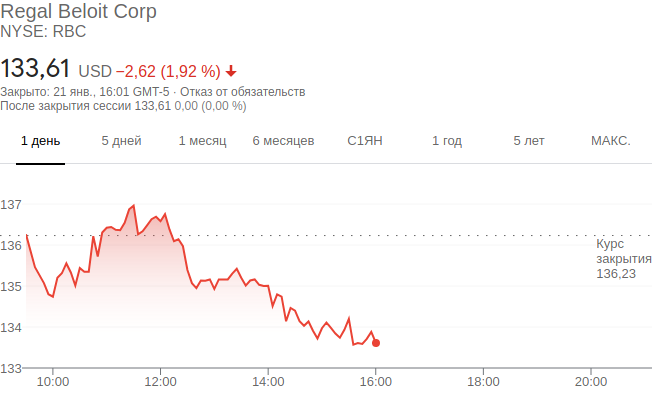 Regal Beloit Corp
NYSE: RBC
133,61 USD −2,62 (1,92 %)
Закрыто: 21 янв., 16:01 GMT-5 · Отказ от обязательств
После закрытия сессии 133,61 0,00 (0,00 %)
1 день 5 дней 1 месяц 6 месяцев С1ЯН 1 год 5 лет МАКС.
137
136
135
134
133
Курс
закрытия
136,23
10:00 12:00 14:00 16:00 18:00 20:00